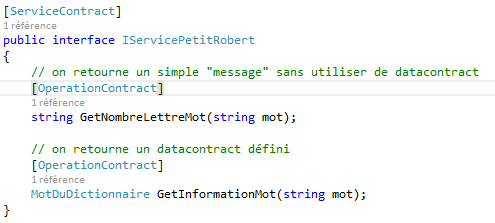 [ServiceContract]
1 référence
public interface IServicePetitRobert
{
// on retourne un simple "message" sans utiliser de datacontract
[OperationContract]
1 référence
string GetNombreLettreMot(string mot);
// on retourne un datacontract défini
[OperationContract]
1 référence
MotDuDictionnaire GetInformationMot(string mot);
}